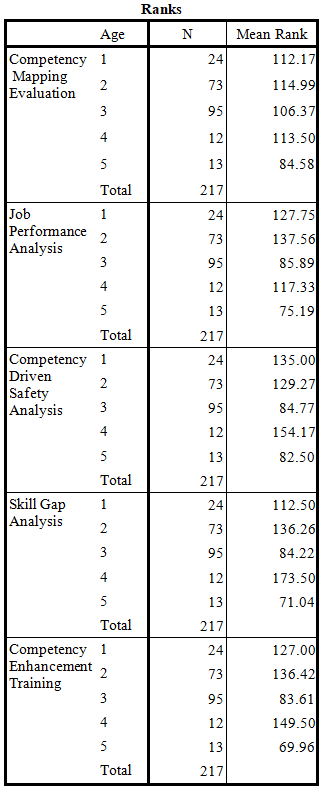 Ranks
Age N Mean Rank
Competency Mapping Evaluation 1 24 112.17
2 73 114.99
3 95 106.37
4 12 113.50
5 13 84.58
Total 217
Job Performance Analysis 1 24 127.75
2 73 137.56
3 95 85.89
4 12 117.33
5 13 75.19
Total 217
Competency Driven Safety Analysis 1 24 135.00
2 73 129.27
3 95 84.77
4 12 154.17
5 13 82.50
Total 217
Skill Gap Analysis 1 24 112.50
2 73 136.26
3 95 84.22
4 12 173.50
5 13 71.04
Total 217
Competency Enhancement Training 1 24 127.00
2 73 136.42
3 95 83.61
4 12 149.50
5 13 69.96
Total 217